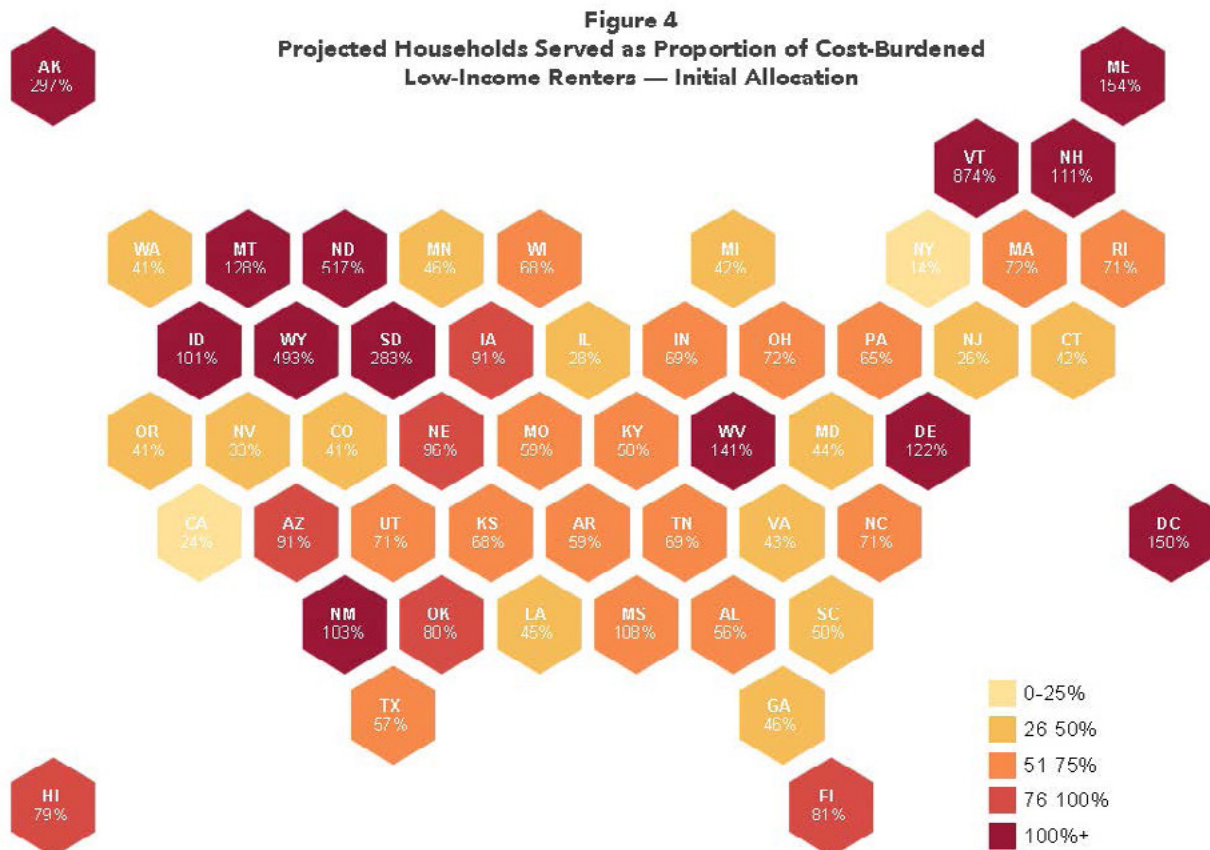 Figure 4
Projected Households Served as Proportion of Cost-Burdened
Low-Income Renters — Initial Allocation
AK
297%
ME
154%
VT
874%
NH
111%
WA
41%
MT
128%
ND
517%
MN
46%
WI
68%
MI
42%
NY
14%
MA
72%
RI
71%
ID
101%
WY
493%
SD
283%
IA
91%
IL
28%
IN
69%
OH
72%
PA
65%
NJ
26%
CT
42%
OR
41%
NV
33%
CO
41%
NE
96%
MO
59%
KY
50%
WV
141%
MD
44%
DE
122%
CA
24%
AZ
91%
UT
71%
KS
68%
AR
59%
TN
69%
VA
43%
NC
71%
DC
150%
NM
103%
OK
80%
LA
45%
MS
108%
AL
56%
SC
50%
TX
57%
GA
46%
HI
79%
FI
81%
0-25%
26 50%
51 75%
76 100%
100%+